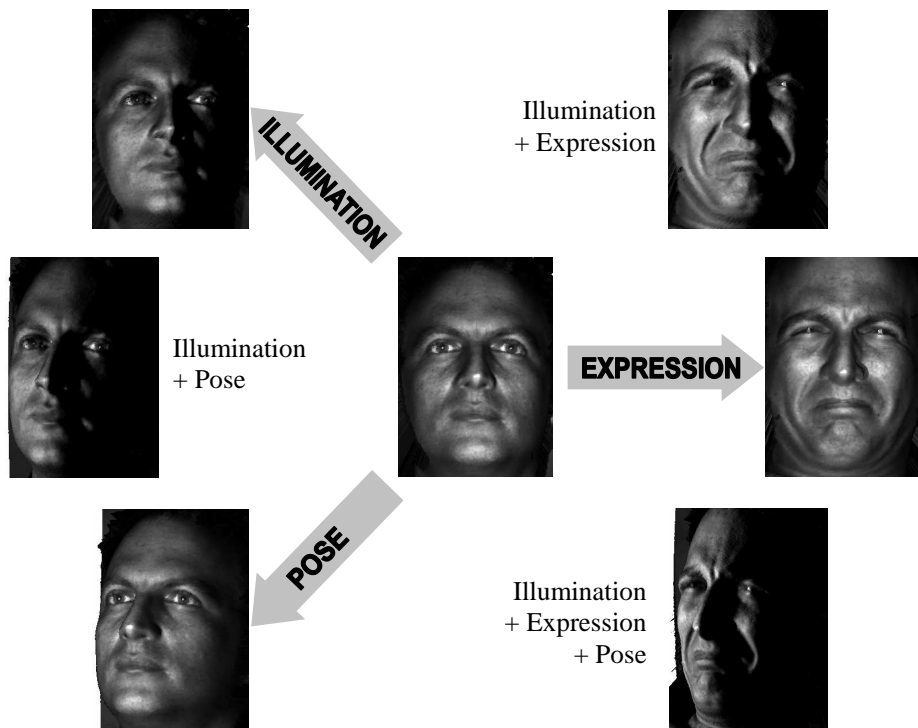 Illumination
+ Expression
ILLUMINATION
Illumination
+ Pose
EXPRESSION
POSE
Illumination
+ Expression
+ Pose